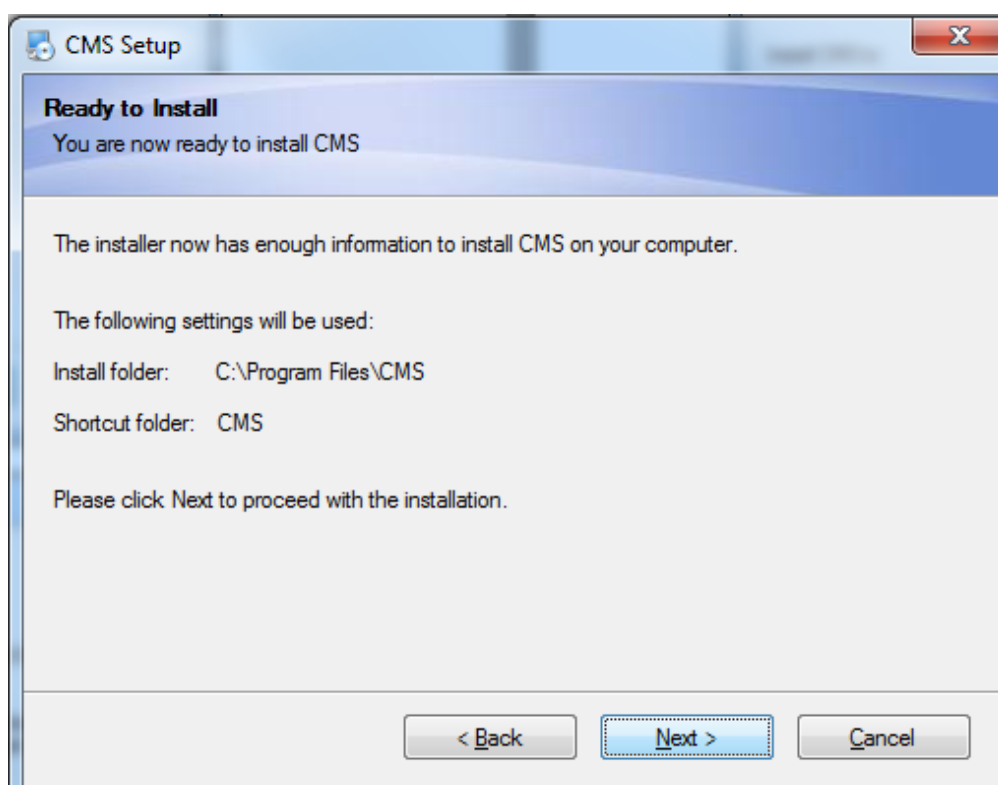 CMS Setup
Ready to Install
You are now ready to install CMS
The installer now has enough information to install CMS on your computer.
The following settings will be used:
Install folder: C:\Program Files\CMS
Shortcut folder: CMS
Please click Next to proceed with the installation.
< Back Next > Cancel